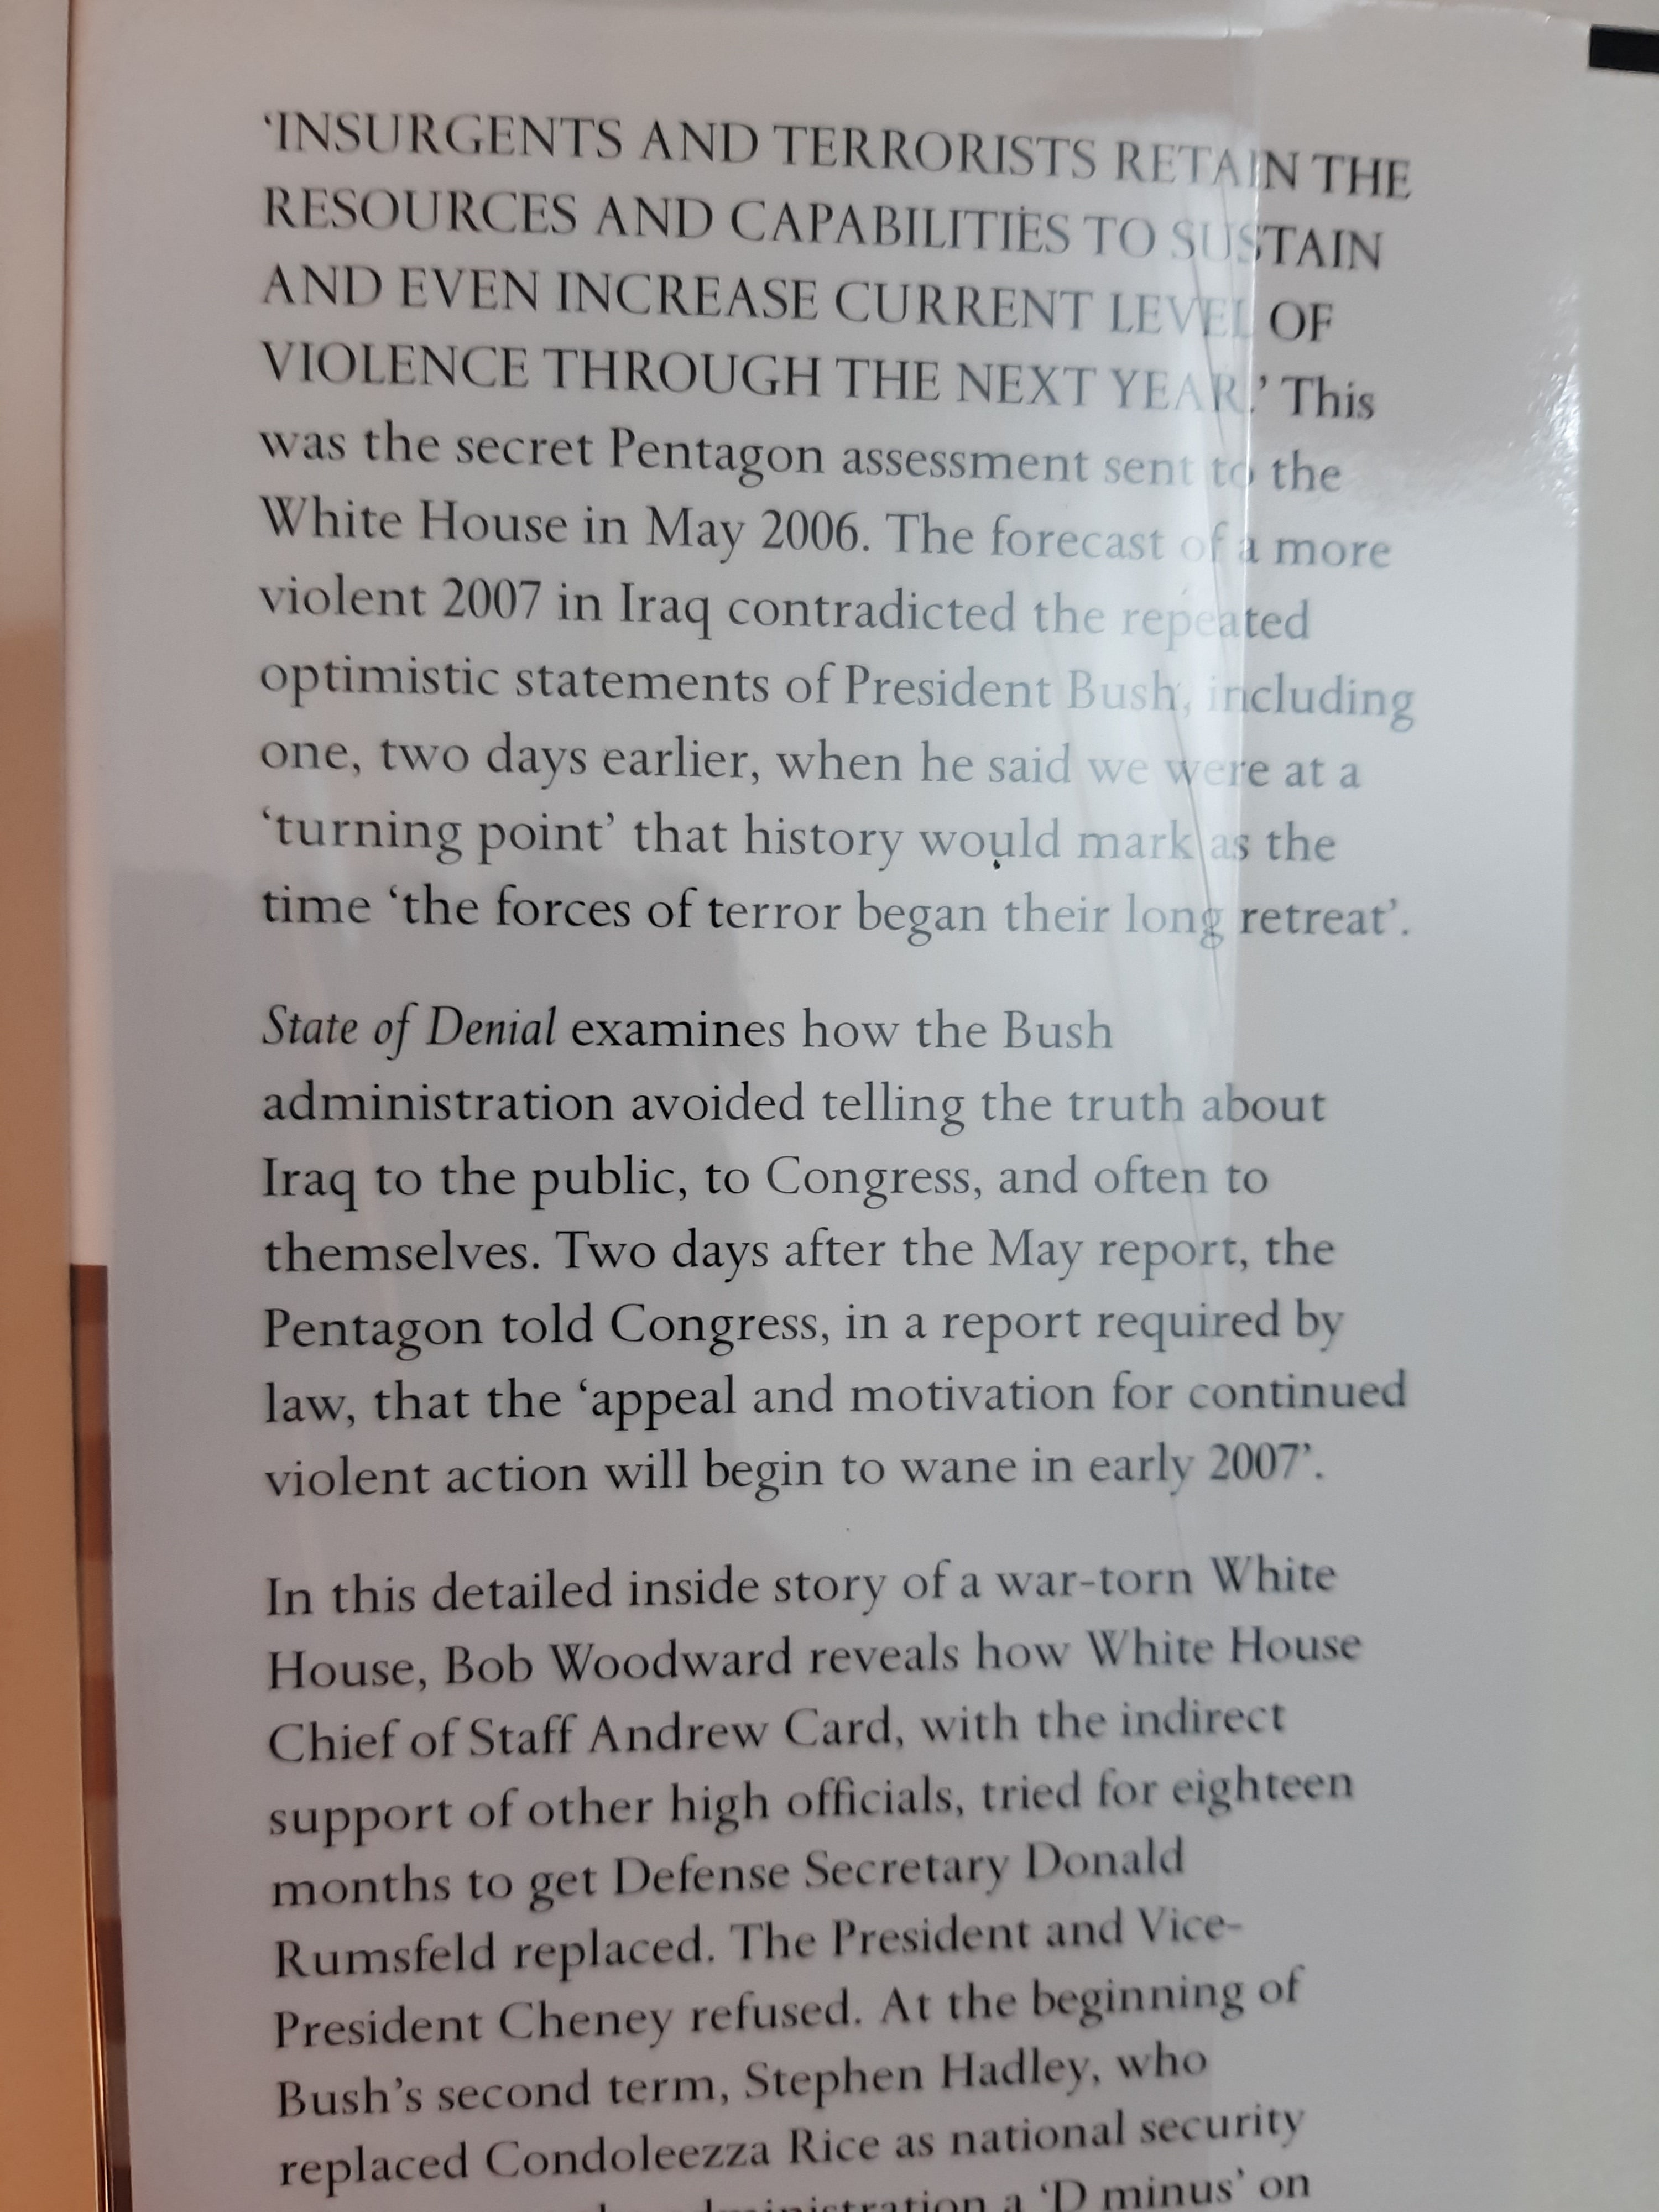 ‘INSURGENTS AND TERRORISTS RETAIN THE
RESOURCES AND CAPABILITIES TO SUSTAIN
AND EVEN INCREASE CURRENT LEVEL OF
VIOLENCE THROUGH THE NEXT YEAR.’ This
was the secret Pentagon assessment sent to the
White House in May 2006. The forecast of a more
violent 2007 in Iraq contradicted the repeated
optimistic statements of President Bush, including
one, two days earlier, when he said we were at a
‘turning point’ that history would mark as the
time ‘the forces of terror began their long retreat’.
State of Denial examines how the Bush
administration avoided telling the truth about
Iraq to the public, to Congress, and often to
themselves. Two days after the May report, the
Pentagon told Congress, in a report required by
law, that the ‘appeal and motivation for continued
violent action will begin to wane in early 2007’.
In this detailed inside story of a war-torn White
House, Bob Woodward reveals how White House
Chief of Staff Andrew Card, with the indirect
support of other high officials, tried for eighteen
months to get Defense Secretary Donald
Rumsfeld replaced. The President and Vice-
President Cheney refused. At the beginning of
Bush’s second term, Stephen Hadley, who
replaced Condoleezza Rice as national security
administration a ‘D minus’ on